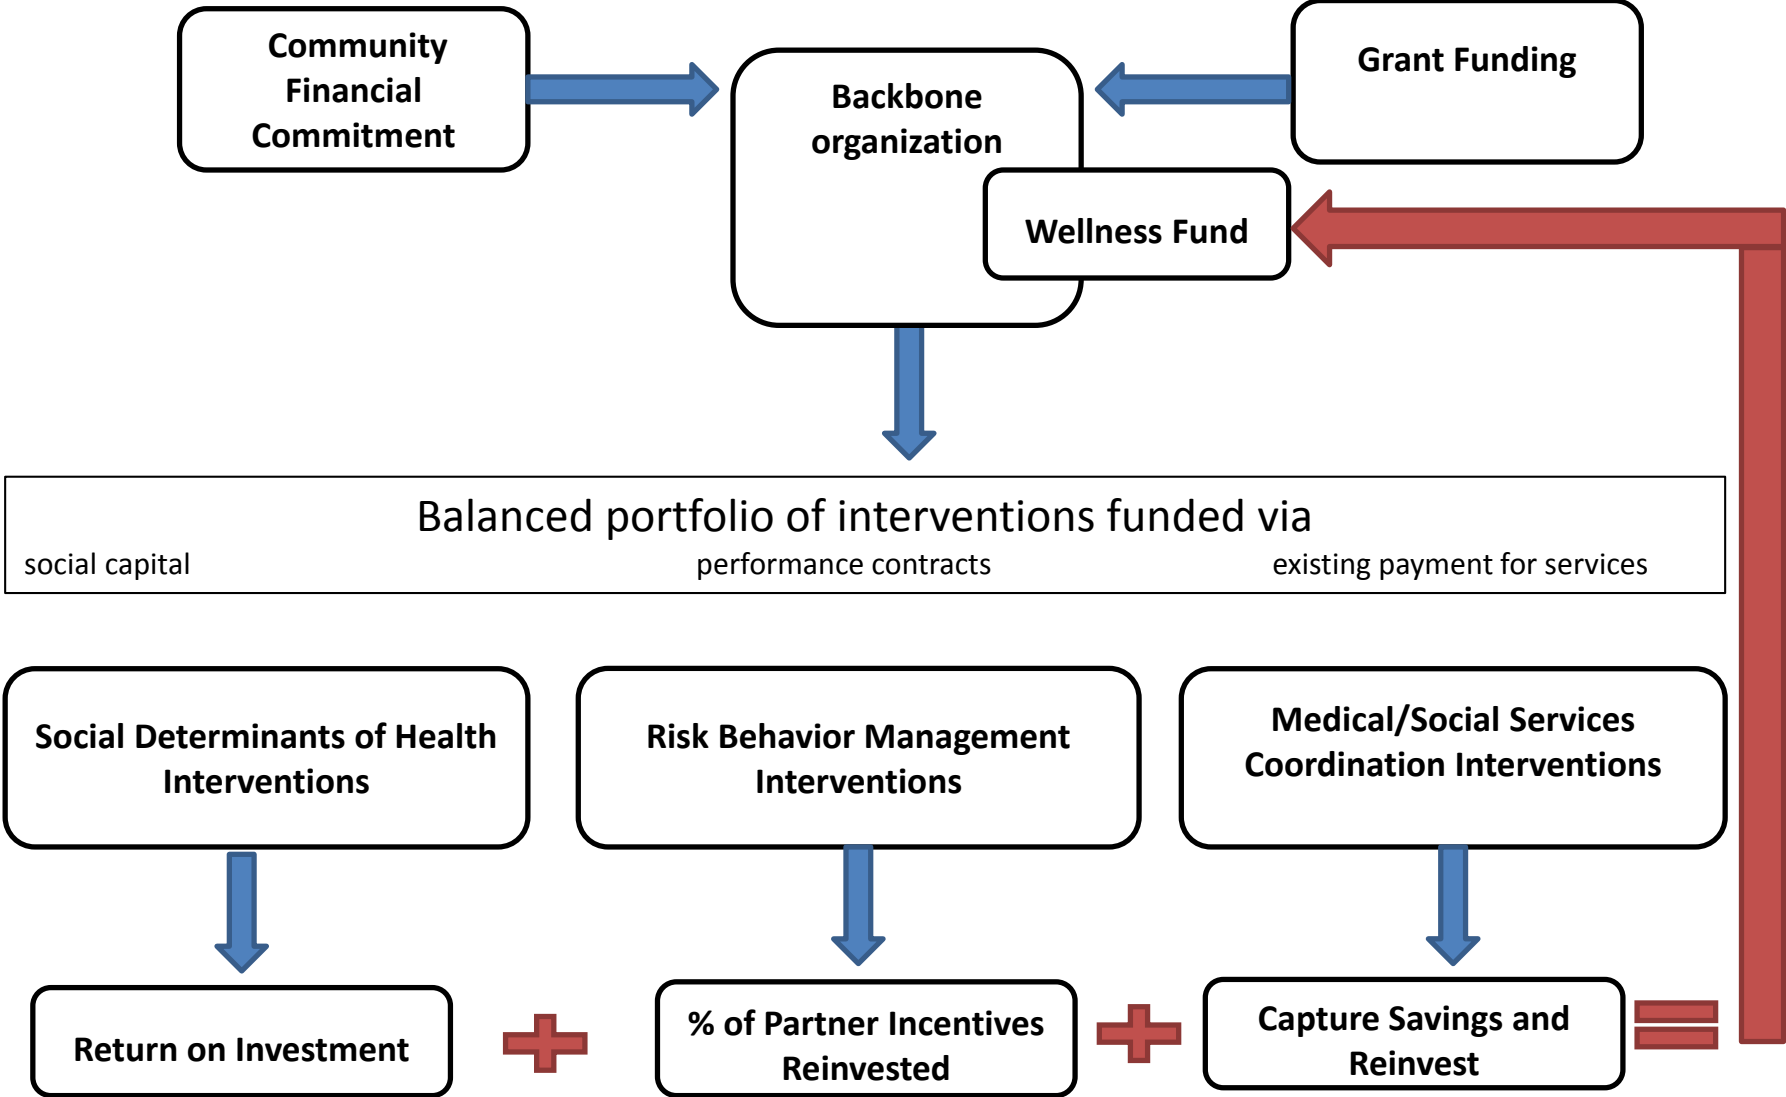 Community
Financial
Commitment
Backbone
organization
Grant Funding
Wellness Fund
Balanced portfolio of interventions funded via
social capital
performance contracts
existing payment for services
Social Determinants of Health
Interventions
Risk Behavior Management
Interventions
Medical/Social Services
Coordination Interventions
Return on Investment
% of Partner Incentives
Reinvested
Capture Savings and
Reinvest